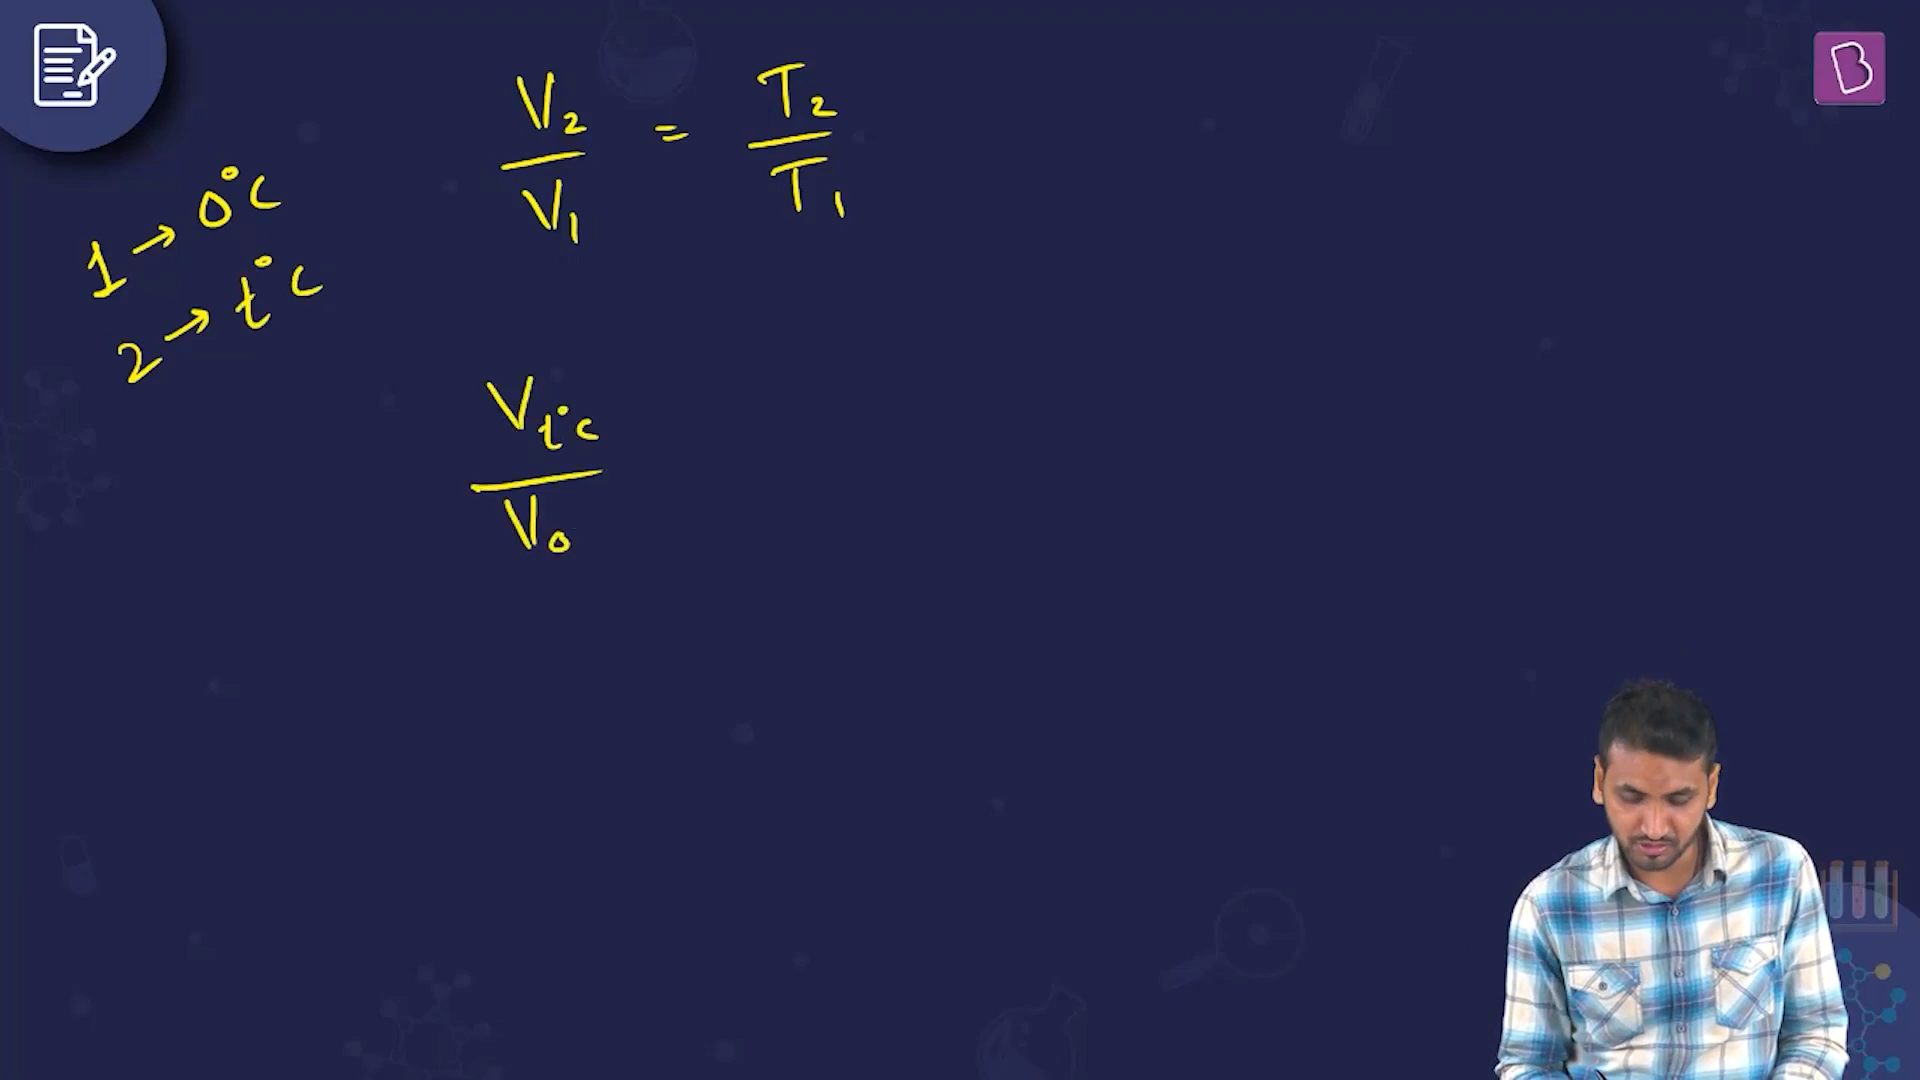 V₂/V₁ = T₂/T₁
1 → 0°C
2 → t°C
V_t°C/V₀
B